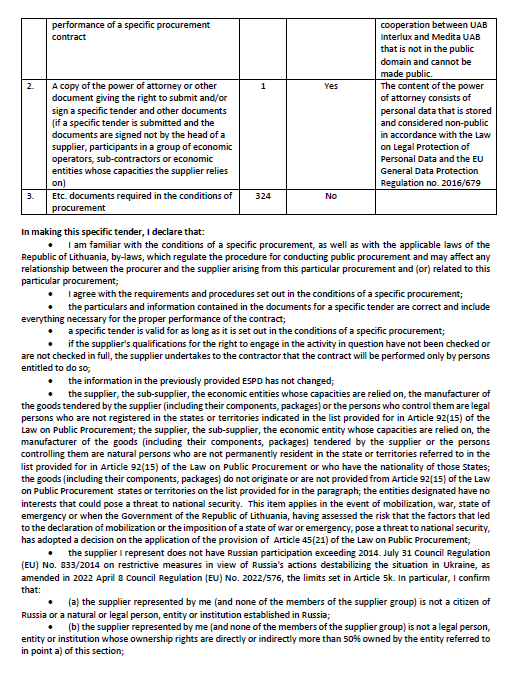 performance of a specific procurement
contract
cooperation between UAB
Interlux and Medita UAB
that is not in the public
domain and cannot be
made public.
2. A copy of the power of attorney or other
document giving the right to submit and/or
sign a specific tender and other documents
(if a specific tender is submitted and the
documents are signed not by the head of a
supplier, participants in a group of economic
operators, sub-contractors or economic
entities whose capacities the supplier relies
on)
1
Yes
The content of the power
of attorney consists of
personal data that is stored
and considered non-public
in accordance with the Law
on Legal Protection of
Personal Data and the EU
General Data Protection
Regulation no. 2016/679
3. Etc. documents required in the conditions of
procurement
324
No
In making this specific tender, I declare that:
• I am familiar with the conditions of a specific procurement, as well as with the applicable laws of the
Republic of Lithuania, by-laws, which regulate the procedure for conducting public procurement and may affect any
relationship between the procurer and the supplier arising from this particular procurement and (or) related to this
particular procurement;
• I agree with the requirements and procedures set out in the conditions of a specific procurement;
• the particulars and information contained in the documents for a specific tender are correct and include
everything necessary for the proper performance of the contract;
• a specific tender is valid for as long as it is set out in the conditions of a specific procurement;
• if the supplier's qualifications for the right to engage in the activity in question have not been checked or
are not checked in full, the supplier undertakes to the contractor that the contract will be performed only by persons
entitled to do so;
• the information in the previously provided ESPD has not changed;
• the supplier, the sub-supplier, the economic entities whose capacities are relied on, the manufacturer of
the goods tendered by the supplier (including their components, packages) or the persons who control them are legal
persons who are not registered in the states or territories indicated in the list provided for in Article 92(15) of the
Law on Public Procurement; the supplier, the sub-supplier, the economic entity whose capacities are relied on, the
manufacturer of the goods (including their components, packages) tendered by the supplier or the persons
controlling them are natural persons who are not permanently resident in the state or territories referred to in the
list provided for in Article 92(15) of the Law on Public Procurement or who have the nationality of those States;
the goods (including their components, packages) do not originate or are not provided from Article 92(15) of the Law
on Public Procurement states or territories on the list provided for in the paragraph; the entities designated have no
interests that could pose a threat to national security. This item applies in the event of mobilization, war, state of
emergency or when the Government of the Republic of Lithuania, having assessed the risk that the factors that led
to the declaration of mobilization or the imposition of a state of war or emergency, pose a threat to national security,
has adopted a decision on the application of the provision of Article 45(21) of the Law on Public Procurement;
• the supplier I represent does not have Russian participation exceeding 2014. July 31 Council Regulation
(EU) No. 833/2014 on restrictive measures in view of Russia's actions destabilizing the situation in Ukraine, as
amended in 2022 April 8 Council Regulation (EU) No. 2022/576, the limits set in Article 5k. In particular, I confirm
that:
• (a) the supplier represented by me (and none of the members of the supplier group) is not a citizen of
Russia or a natural or legal person, entity or institution established in Russia;
• (b) the supplier represented by me (and none of the members of the supplier group) is not a legal person,
entity or institution whose ownership rights are directly or indirectly more than 50% owned by the entity referred to
in point a) of this section;